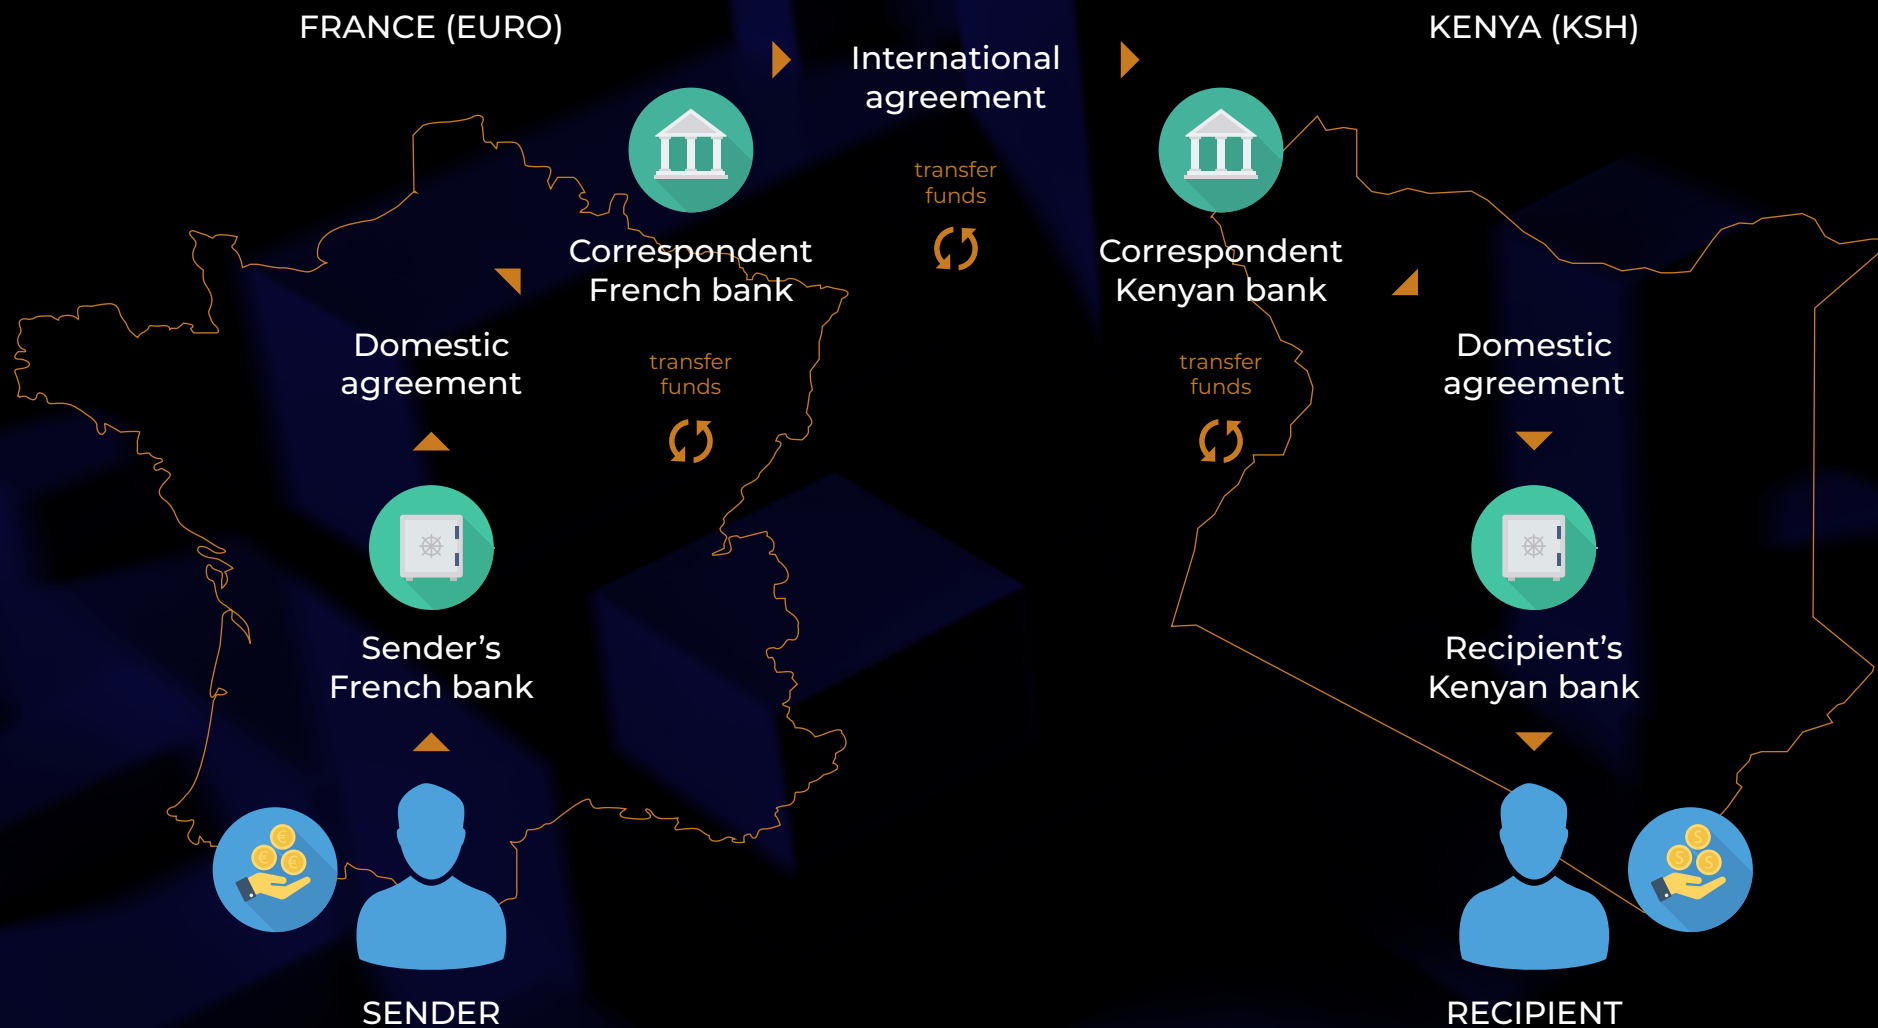 FRANCE (EURO)
KENYA (KSH)
International
agreement
transfer
funds
Correspondent
French bank
Correspondent
Kenyan bank
Domestic
agreement
transfer
funds
transfer
funds
Domestic
agreement
Sender’s
French bank
Recipient’s
Kenyan bank
SENDER
RECIPIENT